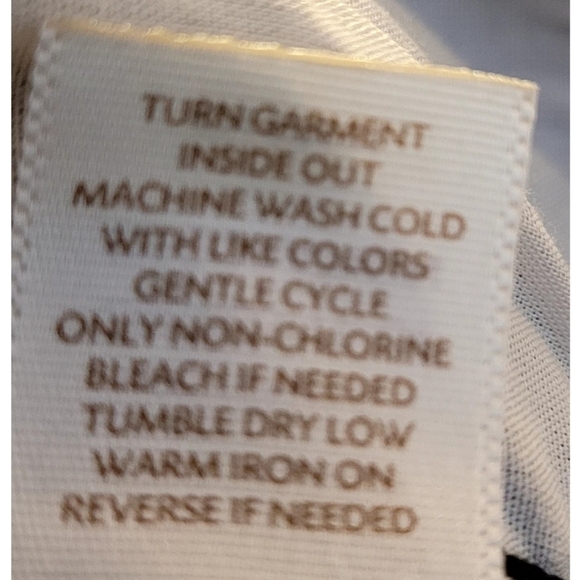 TURN GARMENT
INSIDE OUT
MACHINE WASH COLD
WITH LIKE COLORS
GENTLE CYCLE
ONLY NON-CHLORINE
BLEACH IF NEEDED
TUMBLE DRY LOW
WARM IRON ON
REVERSE IF NEEDED